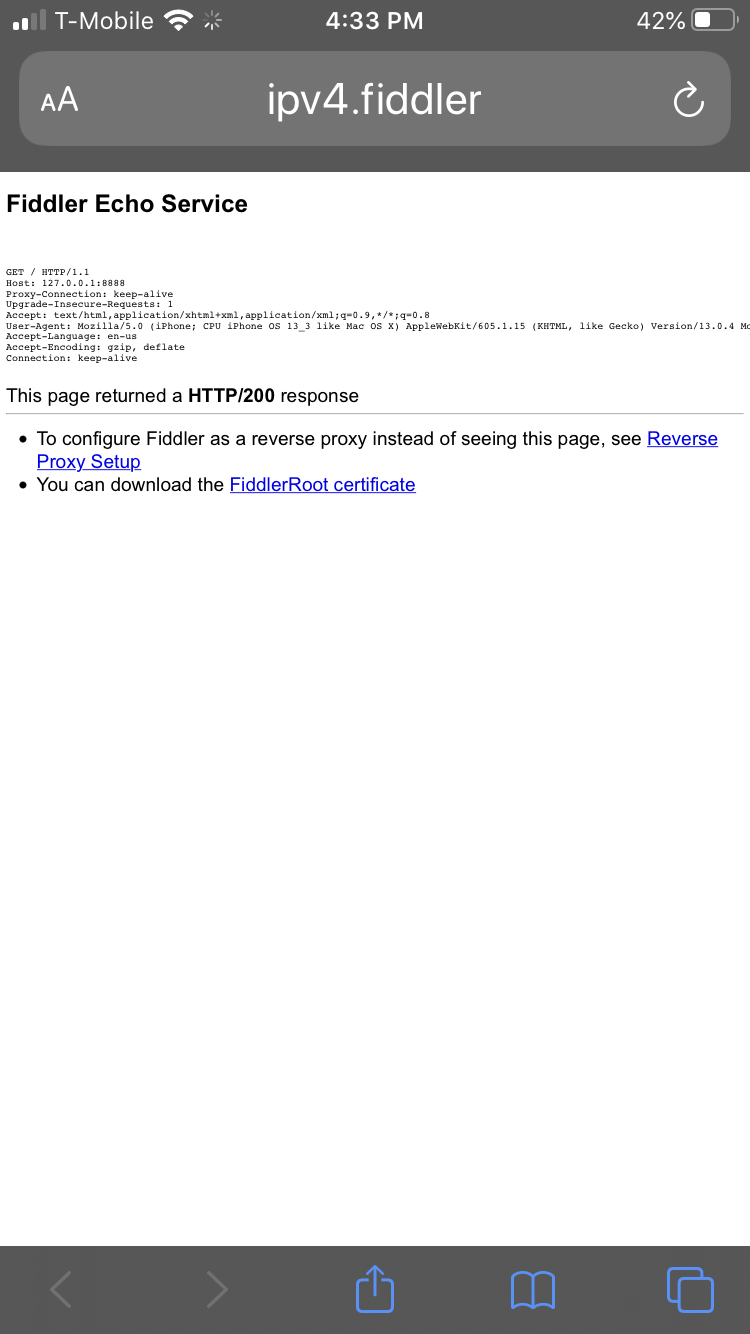 T-Mobile 4:33 PM 42%
AA ipv4.fiddler
Fiddler Echo Service
GET / HTTP/1.1
Host: 127.0.0.1:8888
Proxy-Connection: keep-alive
Upgrade-Insecure-Requests: 1
Accept: text/html,application/xhtml+xml,application/xml;q=0.9,*/*;q=0.8
User-Agent: Mozilla/5.0 (iPhone; CPU iPhone OS 13_3 like Mac OS X) AppleWebKit/605.1.15 (KHTML, like Gecko) Version/13.0.4 Mo
Accept-Language: en-us
Accept-Encoding: gzip, deflate
Connection: keep-alive
This page returned a HTTP/200 response
• To configure Fiddler as a reverse proxy instead of seeing this page, see Reverse
Proxy Setup
• You can download the FiddlerRoot certificate